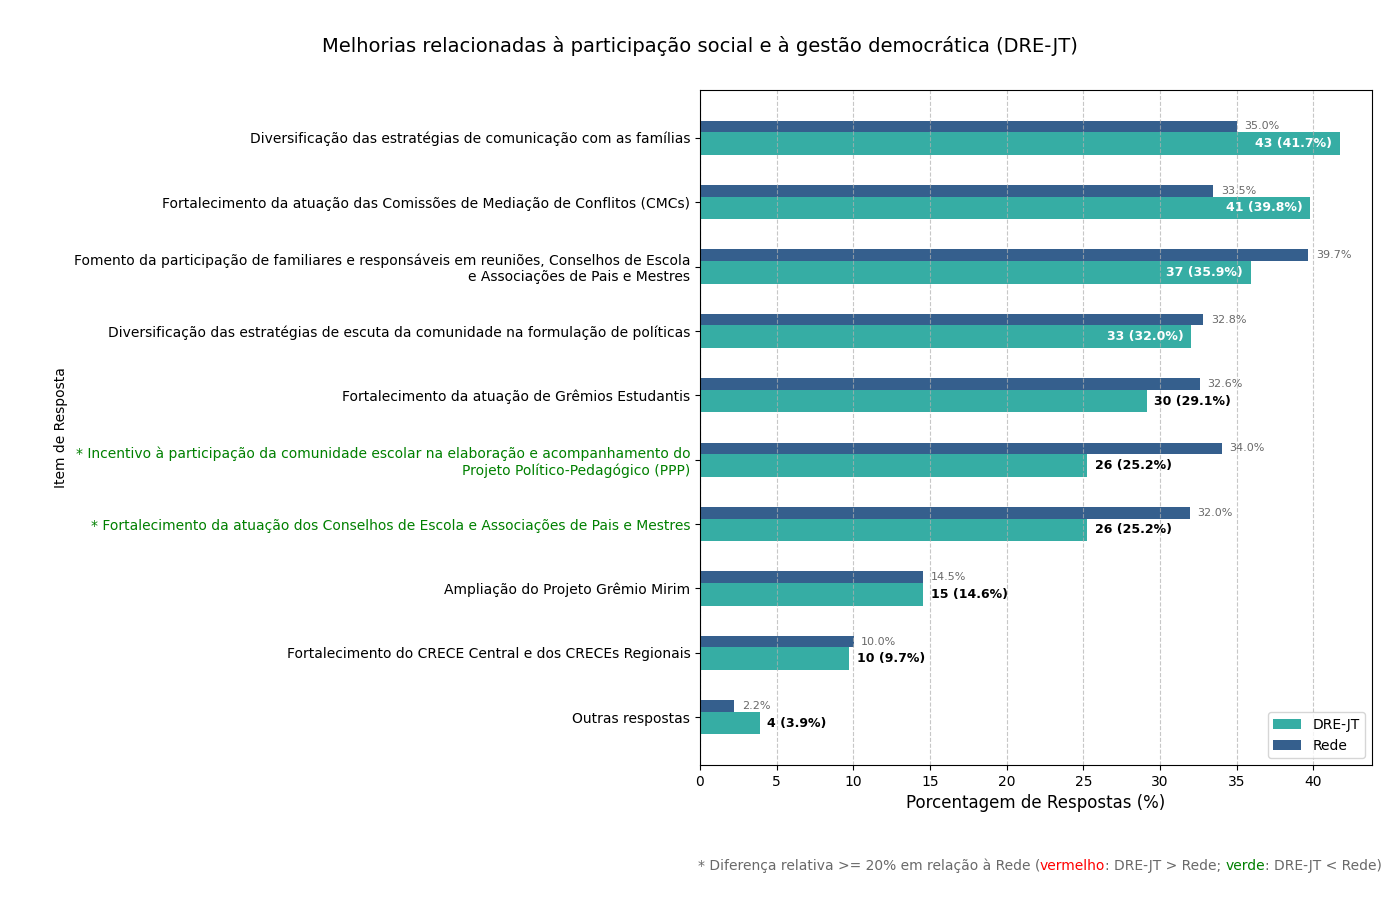 Melhorias relacionadas à participação social e à gestão democrática (DRE-JT)
Item de Resposta
Diversificação das estratégias de comunicação com as famílias
35.0%
43 (41.7%)
Fortalecimento da atuação das Comissões de Mediação de Conflitos (CMCs)
33.5%
41 (39.8%)
Fomento da participação de familiares e responsáveis em reuniões, Conselhos de Escola
e Associações de Pais e Mestres
39.7%
37 (35.9%)
Diversificação das estratégias de escuta da comunidade na formulação de políticas
32.8%
33 (32.0%)
Fortalecimento da atuação de Grêmios Estudantis
32.6%
30 (29.1%)
* Incentivo à participação da comunidade escolar na elaboração e acompanhamento do
Projeto Político-Pedagógico (PPP)
34.0%
26 (25.2%)
* Fortalecimento da atuação dos Conselhos de Escola e Associações de Pais e Mestres
32.0%
26 (25.2%)
Ampliação do Projeto Grêmio Mirim
14.5%
15 (14.6%)
Fortalecimento do CRECE Central e dos CRECEs Regionais
10.0%
10 (9.7%)
Outras respostas
2.2%
4 (3.9%)
DRE-JT
Rede
0 5 10 15 20 25 30 35 40
Porcentagem de Respostas (%)
* Diferença relativa >= 20% em relação à Rede (vermelho: DRE-JT > Rede; verde: DRE-JT < Rede)